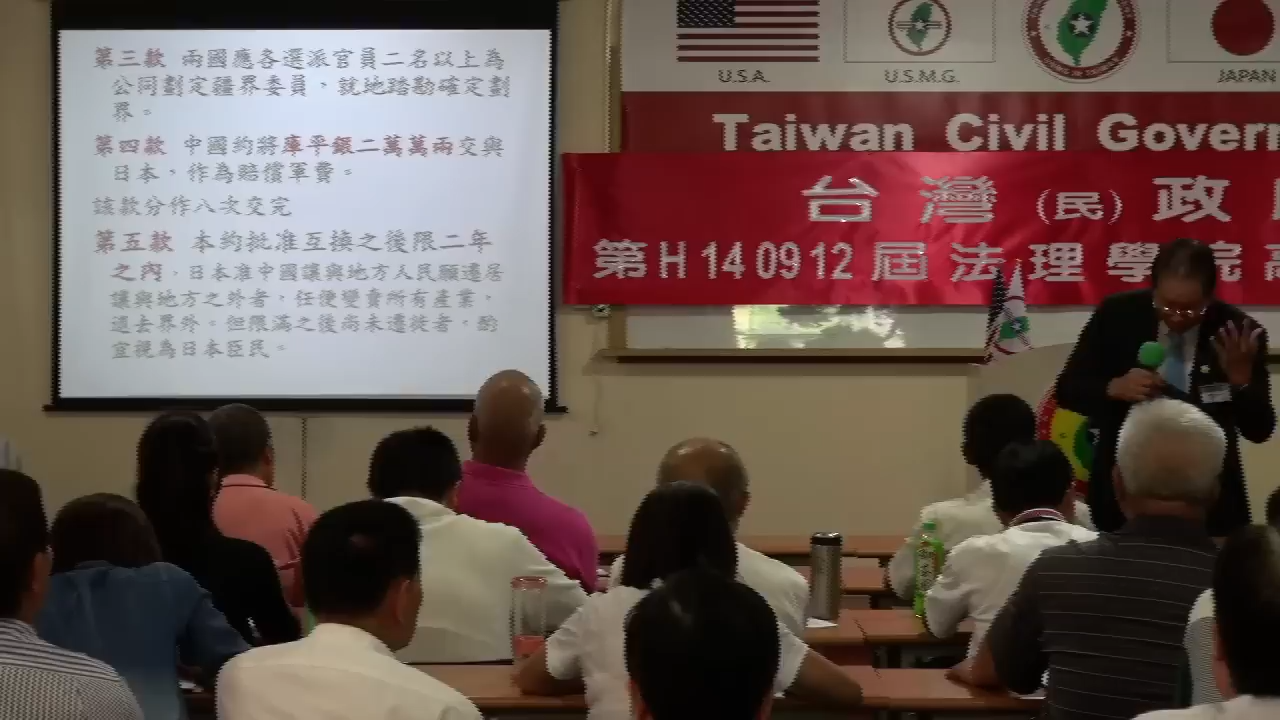 第三款 兩國應各選派官員二名以上為
公同劃定疆界委員，就地踏勘確定劃
界。
第四款 中國約將庫平銀二萬萬兩交與
日本，作為賠償軍費。
該款分作八次交完
第五款 本約批准互換之後限二年
之內，日本准中國讓與地方人民願遷居
讓與地方之外者，任便變賣所有產業，
退去界外。但限滿之後尚未遷徙者，酌
宜視為日本臣民。
U.S.A.
U.S.M.G.
JAPAN
Taiwan Civil Govern
台灣(民)政
第H140912屆法理學院高